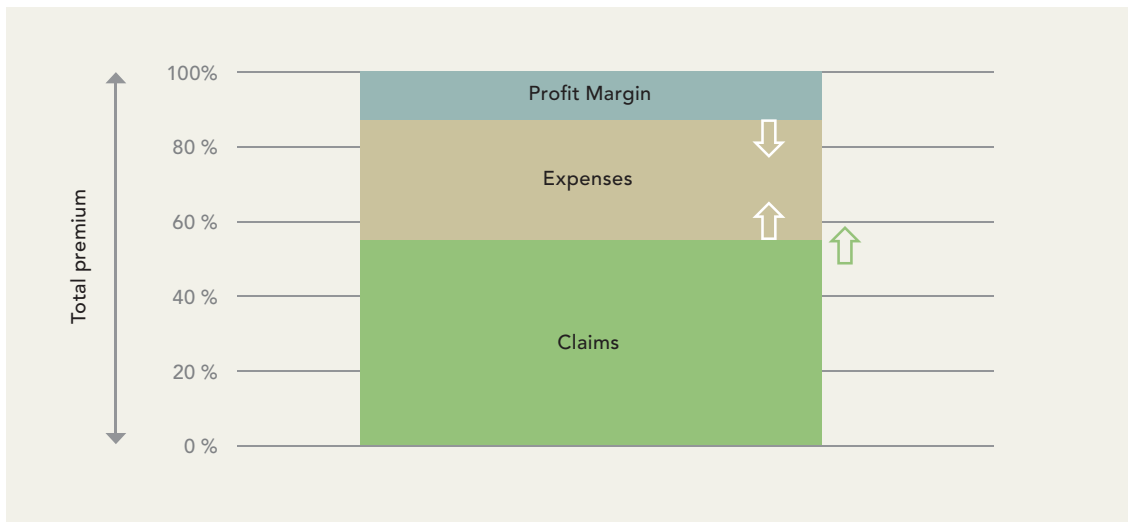 100%
Profit Margin
80 %
Expenses
60 %
Total premium
40 %
Claims
20 %
0 %